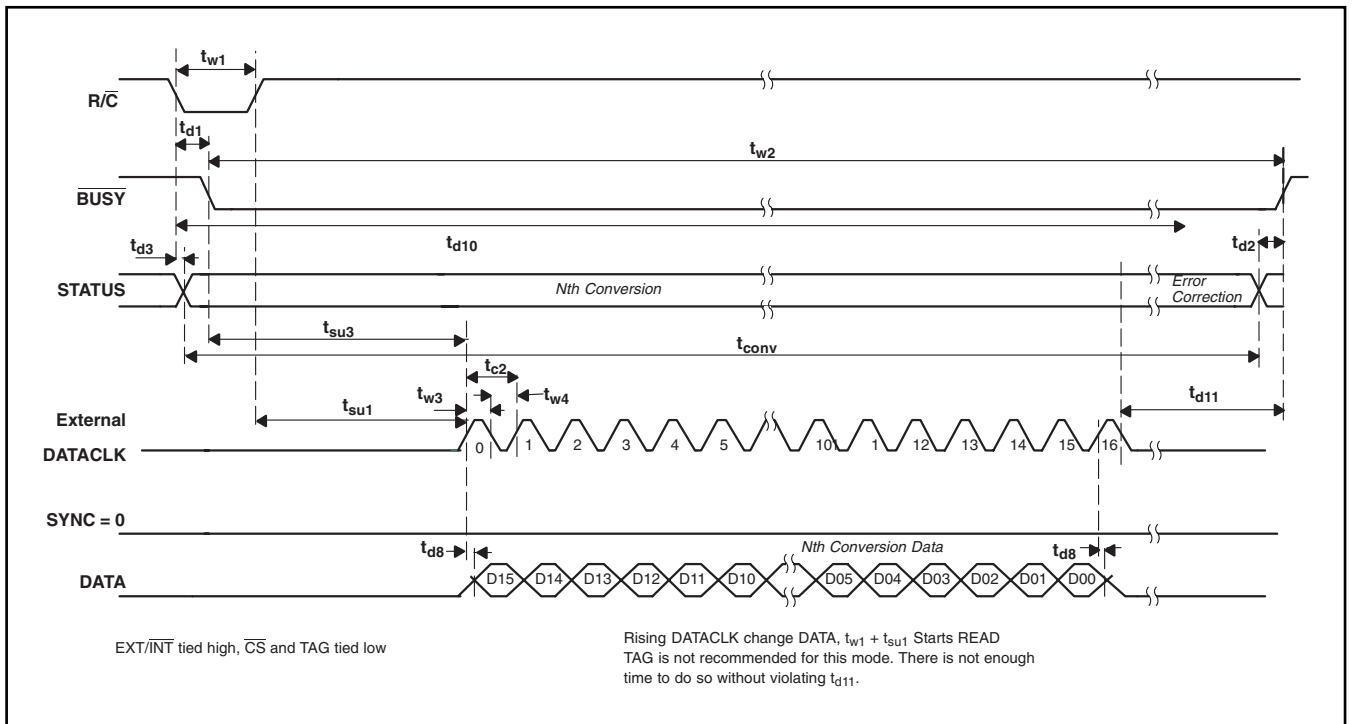 tw1
R/C̅
td1
tw2
B̅U̅S̅Y̅
td3
td10
td2
STATUS
Nth Conversion
Error
Correction
tsu3
tconv
tc2
tw3
tw4
External
tsu1
td11
DATACLK
0 1 2 3 4 5 101 1 12 13 14 15 16
SYNC = 0
td8
Nth Conversion Data
td8
DATA
D15 D14 D13 D12 D11 D10 D05 D04 D03 D02 D01 D00
EXT/I̅N̅T̅ tied high, C̅S̅ and TAG tied low
Rising DATACLK change DATA, tw1 + tsu1 Starts READ
TAG is not recommended for this mode. There is not enough
time to do so without violating td11.